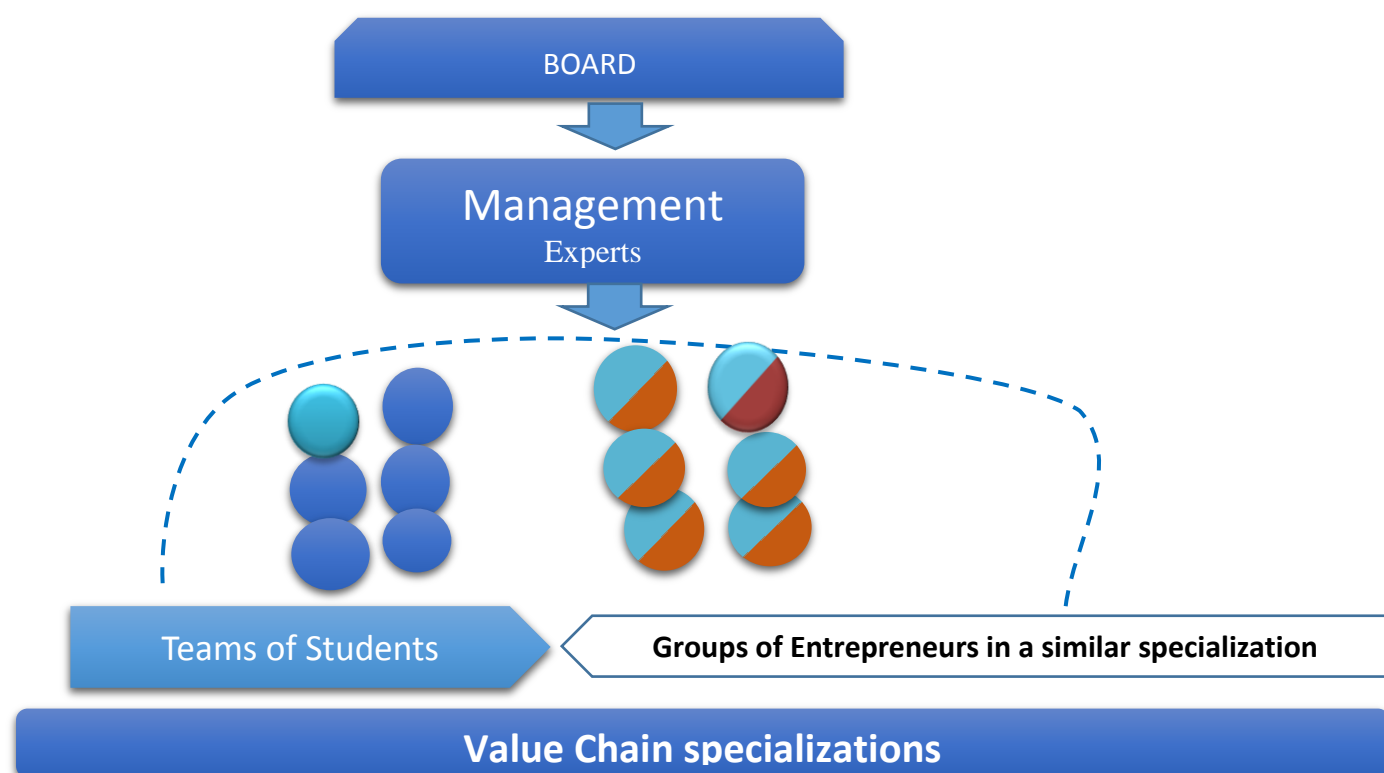 BOARD
Management
Experts
Teams of Students
Groups of Entrepreneurs in a similar specialization
Value Chain specializations